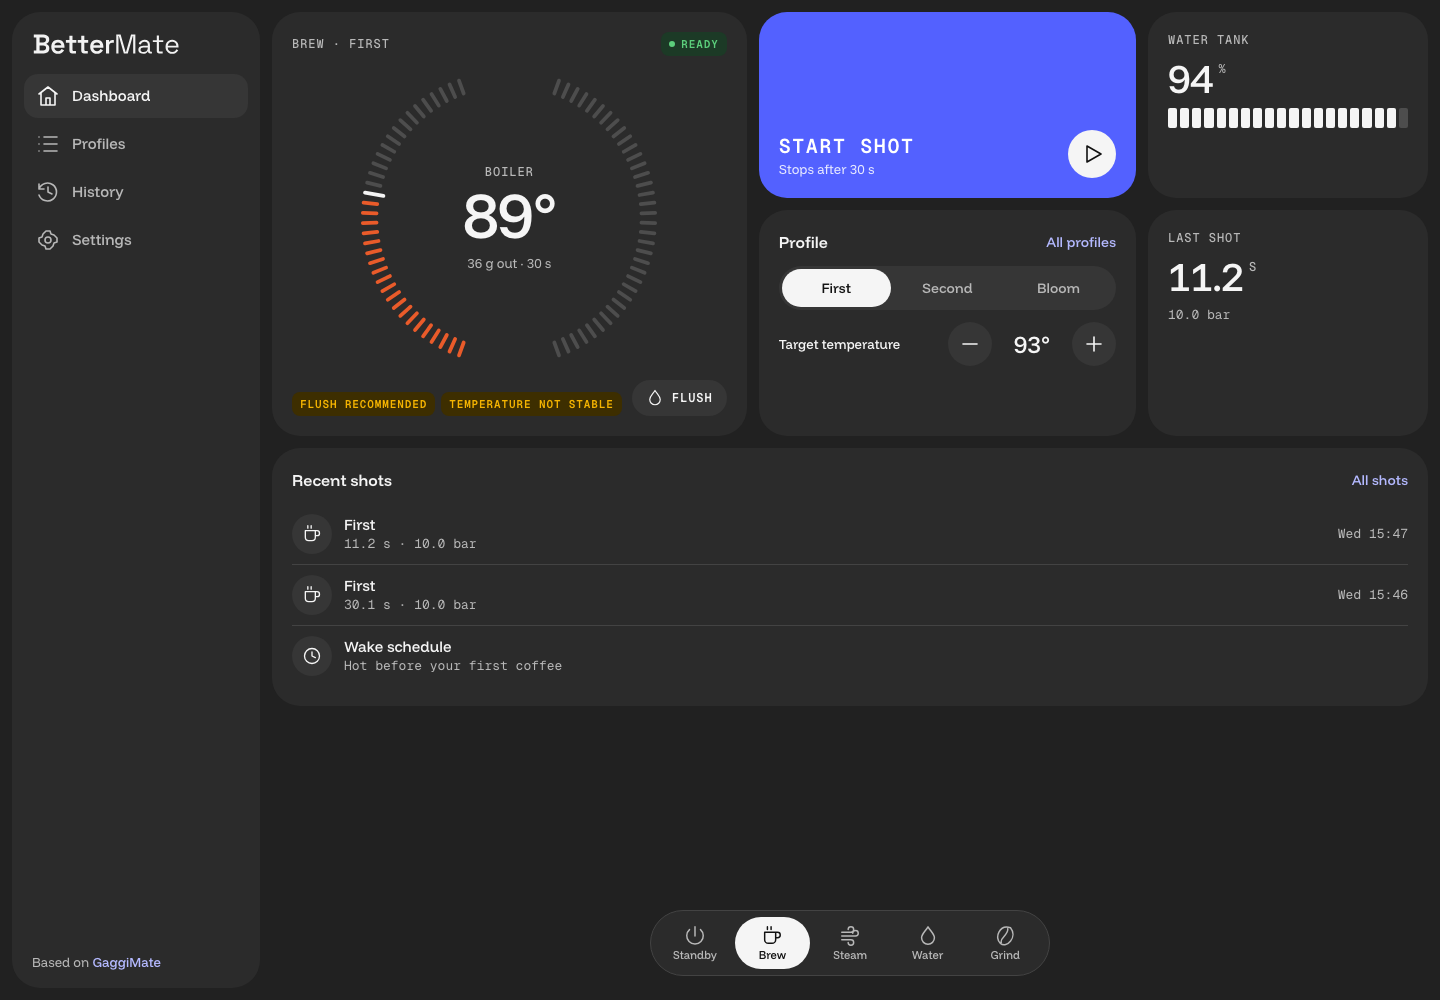 BetterMate
Dashboard
Profiles
History
Settings
Based on GaggiMate
BREW · FIRST
READY
BOILER
89°
36 g out · 30 s
FLUSH RECOMMENDED
TEMPERATURE NOT STABLE
FLUSH
START SHOT
Stops after 30 s
WATER TANK
94 %
Profile
All profiles
First
Second
Bloom
Target temperature
93°
LAST SHOT
11.2 S
10.0 bar
Recent shots
All shots
First
11.2 s · 10.0 bar
Wed 15:47
First
30.1 s · 10.0 bar
Wed 15:46
Wake schedule
Hot before your first coffee
Standby
Brew
Steam
Water
Grind